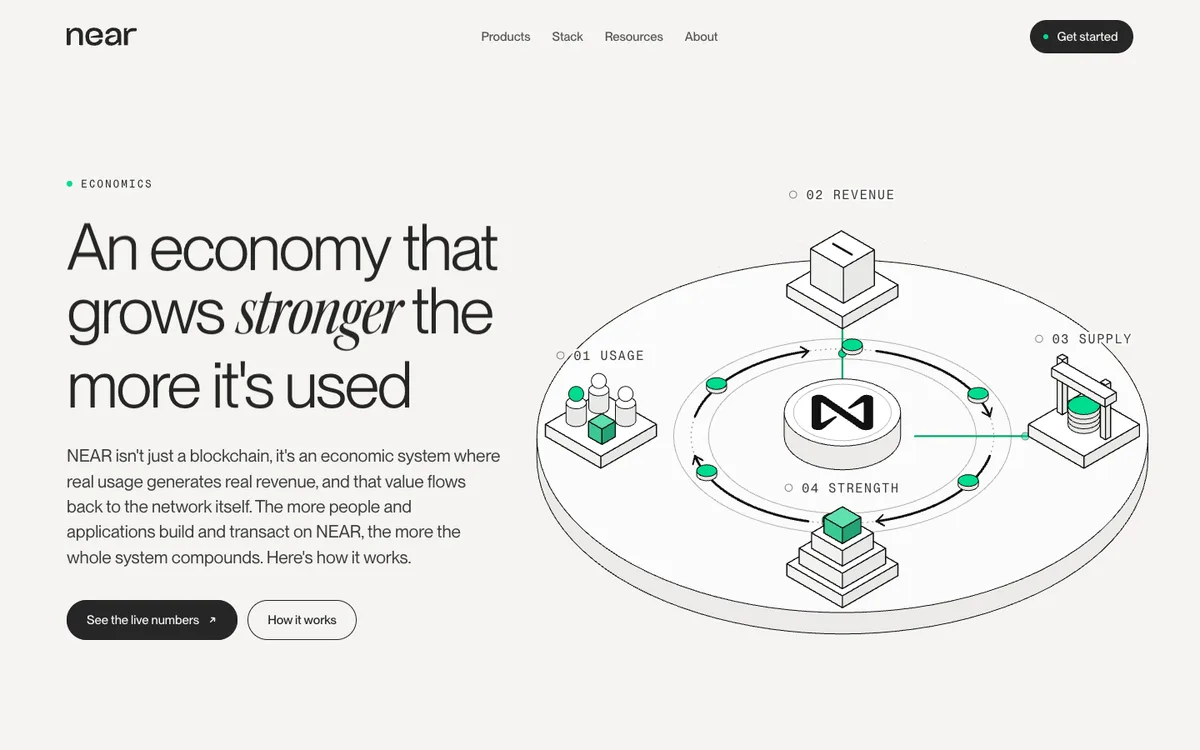 near
Products
Stack
Resources
About
Get started
ECONOMICS
An economy that
grows stronger the
more it's used
NEAR isn't just a blockchain, it's an economic system where
real usage generates real revenue, and that value flows
back to the network itself. The more people and
applications build and transact on NEAR, the more the
whole system compounds. Here's how it works.
See the live numbers
How it works
02 REVENUE
01 USAGE
03 SUPPLY
04 STRENGTH